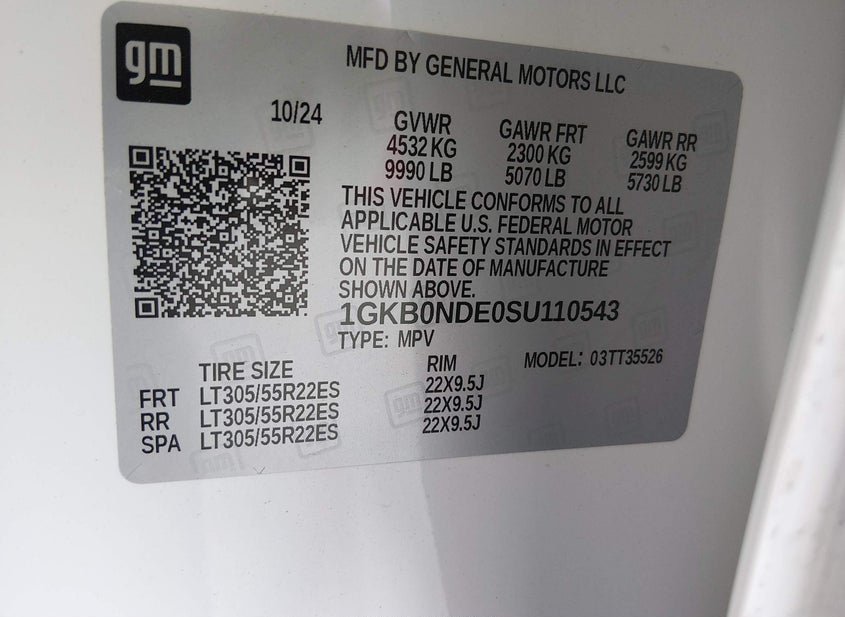 gm
MFD BY GENERAL MOTORS LLC
10/24
GVWR GAWR FRT GAWR RR
4532 KG 2300 KG 2599 KG
9990 LB 5070 LB 5730 LB
THIS VEHICLE CONFORMS TO ALL
APPLICABLE U.S. FEDERAL MOTOR
VEHICLE SAFETY STANDARDS IN EFFECT
ON THE DATE OF MANUFACTURE
SHOWN ABOVE.
1GKB0NDE0SU110543
TYPE: MPV MODEL: 03TT35526
TIRE SIZE RIM
FRT LT305/55R22ES 22X9.5J
RR LT305/55R22ES 22X9.5J
SPA LT305/55R22ES 22X9.5J